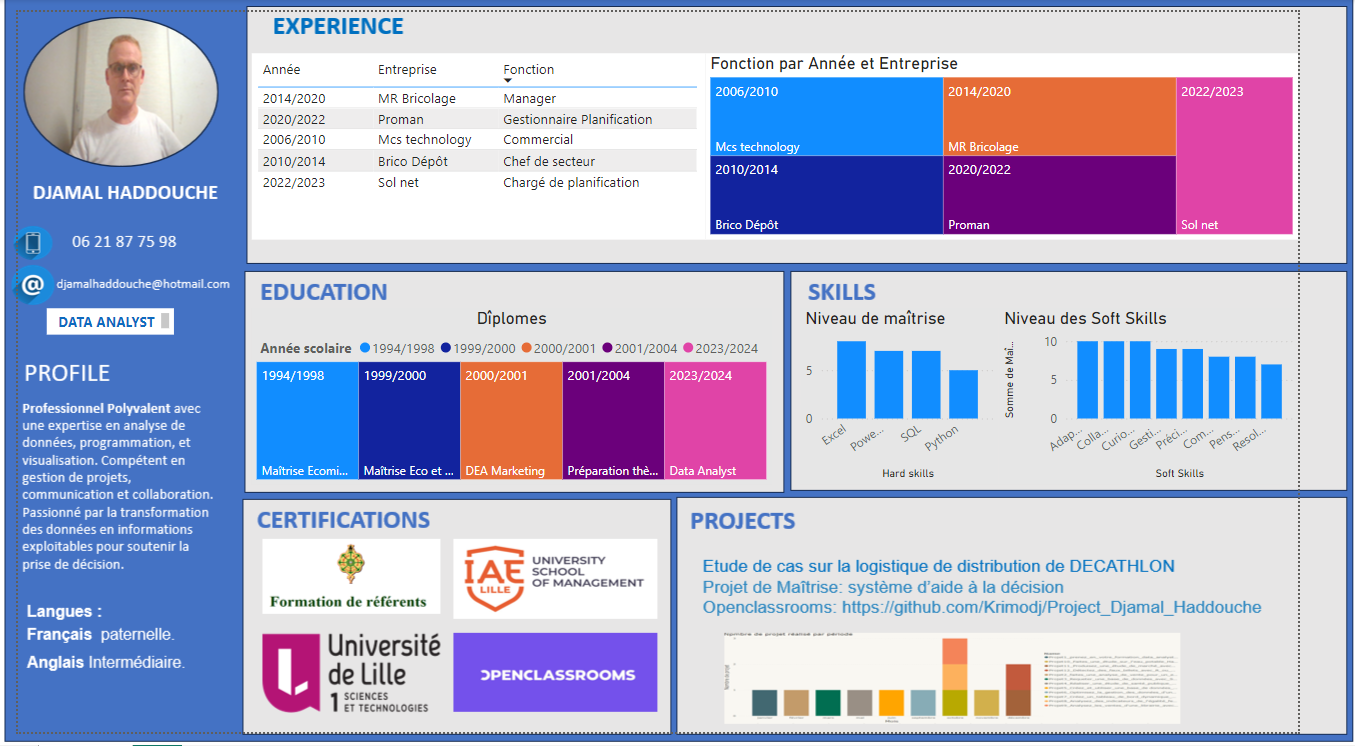 DJAMAL HADDOUCHE
06 21 87 75 98
djamalhaddouche@hotmail.com
DATA ANALYST
PROFILE
Professionnel Polyvalent avec
une expertise en analyse de
données, programmation, et
visualisation. Compétent en
gestion de projets,
communication et collaboration.
Passionné par la transformation
des données en informations
exploitables pour soutenir la
prise de décision.
Langues :
Français paternelle.
Anglais Intermédiaire.
EXPERIENCE
Année Entreprise Fonction
2014/2020 MR Bricolage Manager
2020/2022 Proman Gestionnaire Planification
2006/2010 Mcs technology Commercial
2010/2014 Brico Dépôt Chef de secteur
2022/2023 Sol net Chargé de planification
Fonction par Année et Entreprise
2006/2010 2014/2020 2022/2023
Mcs technology MR Bricolage
2010/2014 2020/2022
Brico Dépôt Proman Sol net
EDUCATION
Dîplomes
Année scolaire 1994/1998 1999/2000 2000/2001 2001/2004 2023/2024
1994/1998 1999/2000 2000/2001 2001/2004 2023/2024
Maîtrise Ecomi... Maîtrise Eco et ... DEA Marketing Préparation thè... Data Analyst
SKILLS
Niveau de maîtrise
5
0
Excel Powe... SQL Python
Hard skills
Niveau des Soft Skills
Somme de Maî...
10
5
0
Adap... Colla... Curio... Gesti... Préci... Com... Pens... Resol...
Soft Skills
CERTIFICATIONS
Formation de référents
IAE
LILLE
UNIVERSITY
SCHOOL
OF MANAGEMENT
Université
de Lille
1 SCIENCES
ET TECHNOLOGIES
OPENCLASSROOMS
PROJECTS
Etude de cas sur la logistique de distribution de DECATHLON
Projet de Maîtrise: système d'aide à la décision
Openclassrooms: https://github.com/Krimodj/Project_Djamal_Haddouche
Nombre de projet réalisé par période